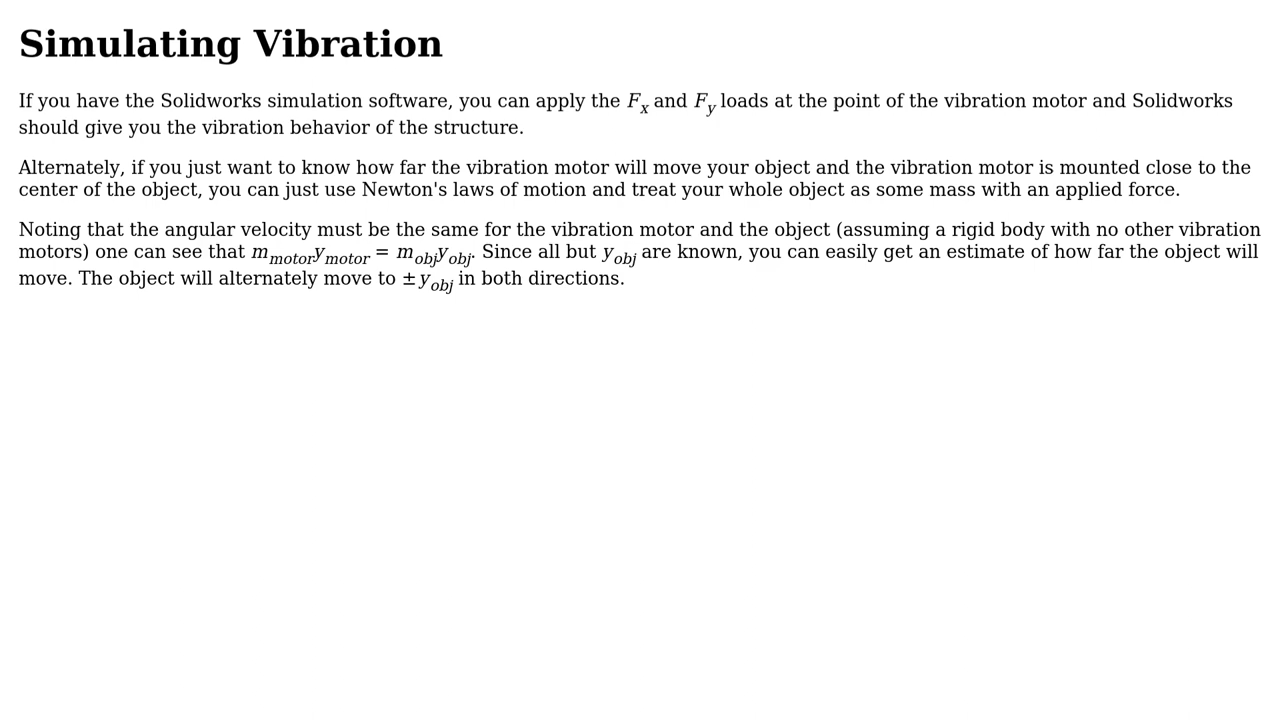 Simulating Vibration
If you have the Solidworks simulation software, you can apply the F_x and F_y loads at the point of the vibration motor and Solidworks
should give you the vibration behavior of the structure.
Alternately, if you just want to know how far the vibration motor will move your object and the vibration motor is mounted close to the
center of the object, you can just use Newton's laws of motion and treat your whole object as some mass with an applied force.
Noting that the angular velocity must be the same for the vibration motor and the object (assuming a rigid body with no other vibration
motors) one can see that m_motor y_motor = m_obj y_obj. Since all but y_obj are known, you can easily get an estimate of how far the object will
move. The object will alternately move to ± y_obj in both directions.